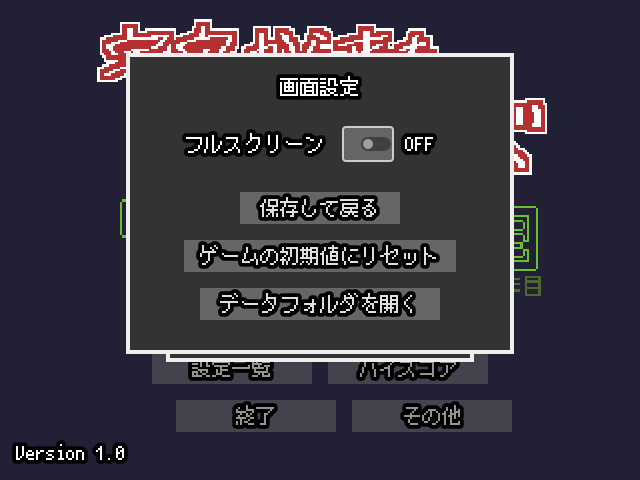 画面設定
フルスクリーン OFF
保存して戻る
ゲームの初期値にリセット
データフォルダを開く
設定一覧 ハイスコア
終了 その他
Version 1.0